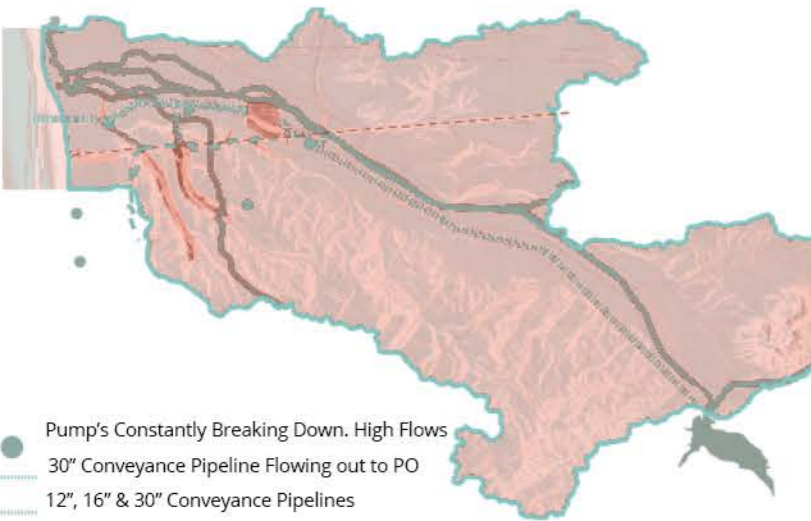 Pump's Constantly Breaking Down. High Flows
30" Conveyance Pipeline Flowing out to PO
12", 16" & 30" Conveyance Pipelines